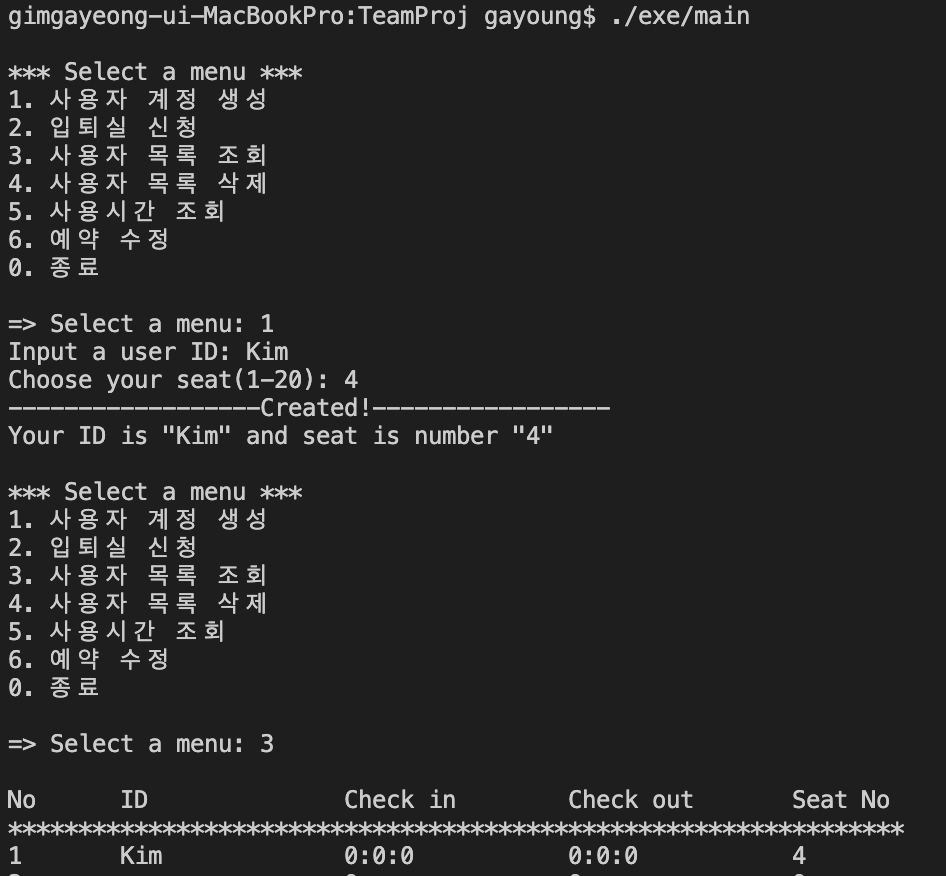 gimgayeong-ui-MacBookPro:TeamProj gayoung$ ./exe/main
*** Select a menu ***
1. 사용자 계정 생성
2. 입퇴실 신청
3. 사용자 목록 조회
4. 사용자 목록 삭제
5. 사용시간 조회
6. 예약 수정
0. 종료
=> Select a menu: 1
Input a user ID: Kim
Choose your seat(1-20): 4
------------------Created!-----------------
Your ID is "Kim" and seat is number "4"
*** Select a menu ***
1. 사용자 계정 생성
2. 입퇴실 신청
3. 사용자 목록 조회
4. 사용자 목록 삭제
5. 사용시간 조회
6. 예약 수정
0. 종료
=> Select a menu: 3
No ID Check in Check out Seat No
****************************************************************
1 Kim 0:0:0 0:0:0 4